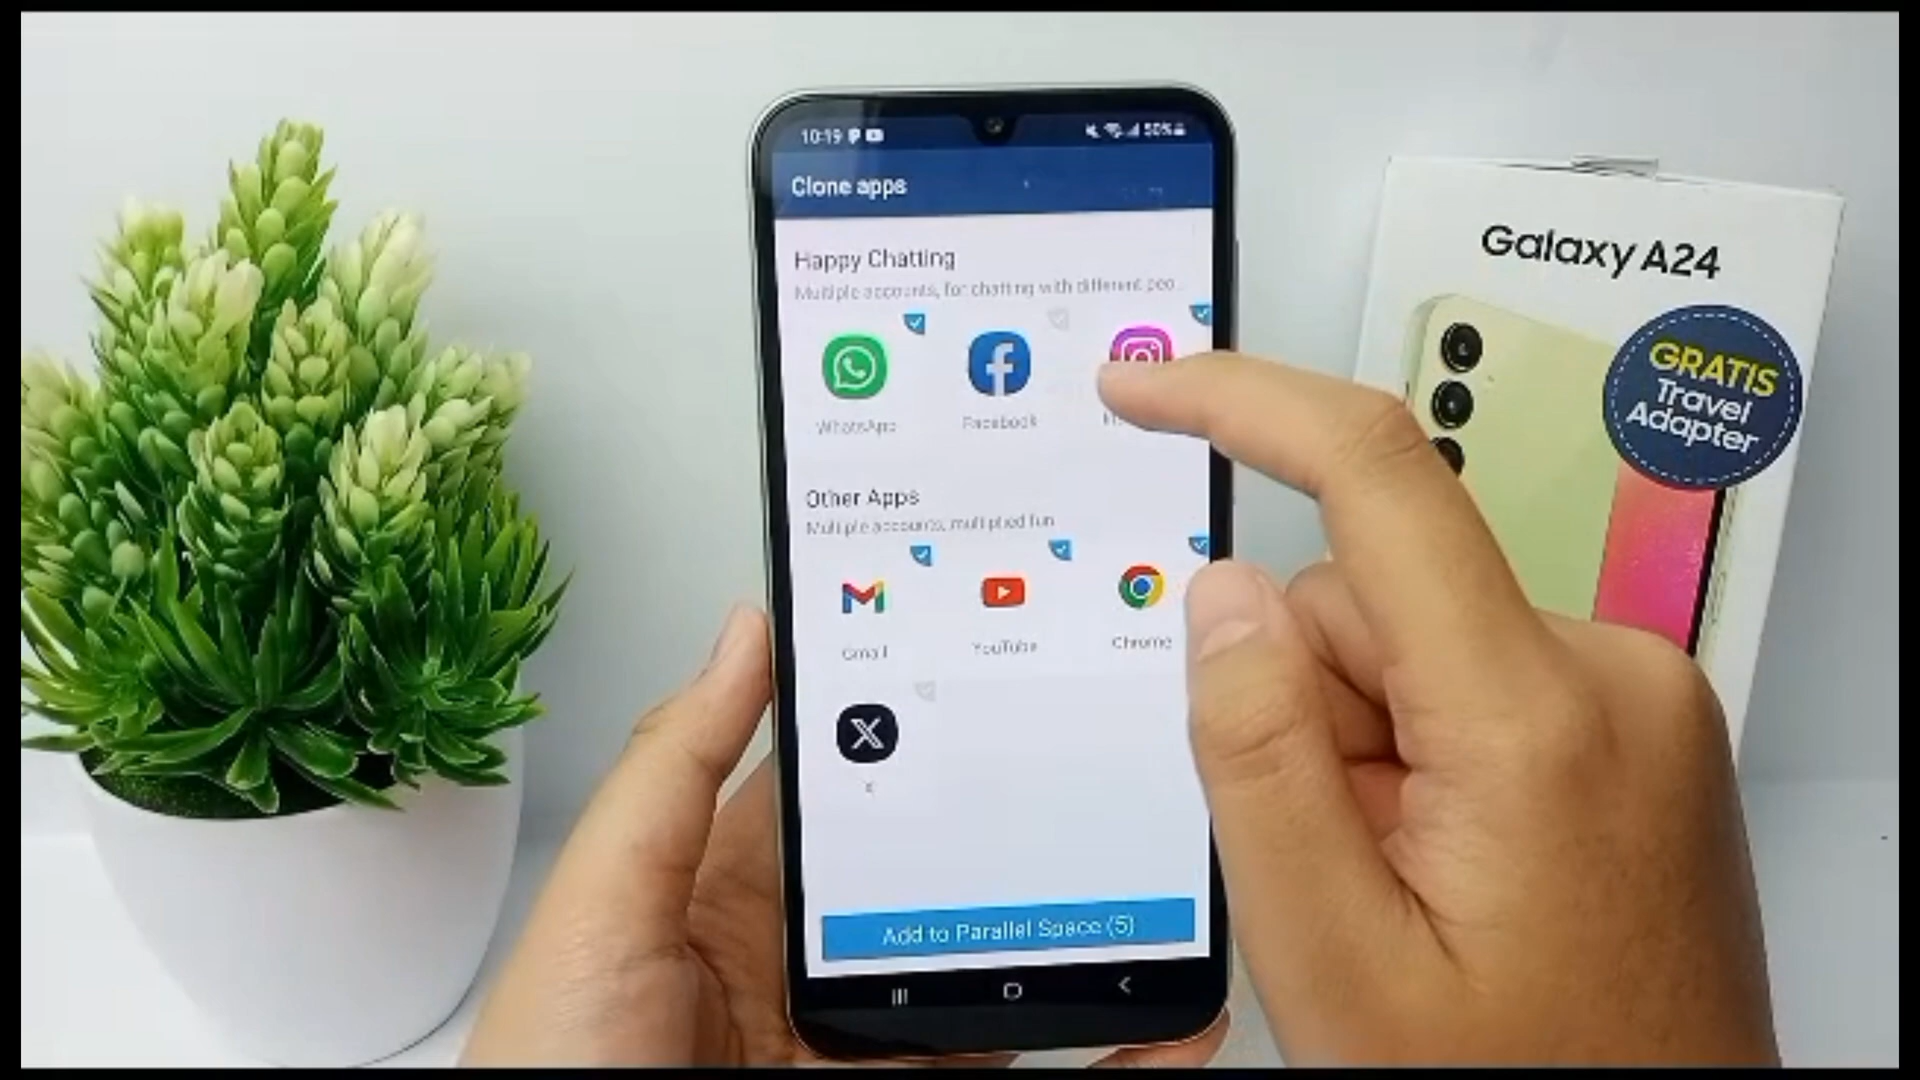 10:19
50%
Clone apps
Happy Chatting
Multiple accounts, for chatting with different peo...
WhatsApp
Facebook
Other Apps
Multiple accounts, multiplied fun
Gmail
YouTube
Chrome
X
Add to Parallel Space (5)
Galaxy A24
GRATIS
Travel
Adapter